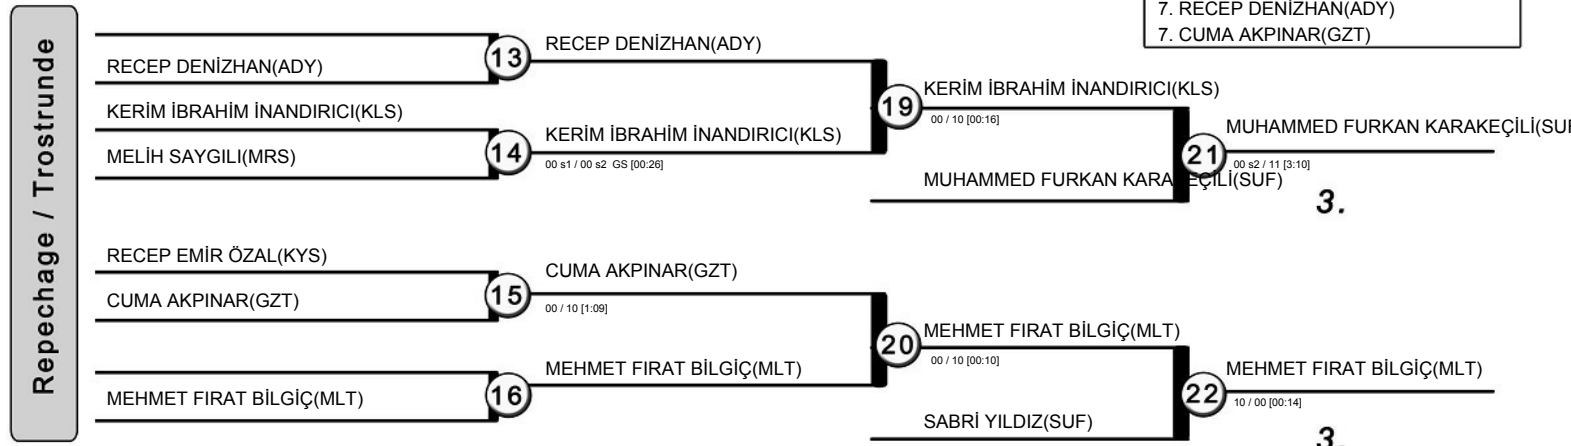 7. RECEP DENİZHAN(ADY)
7. CUMA AKPINAR(GZT)
Repechage / Trostrunde
RECEP DENİZHAN(ADY)
KERİM İBRAHİM İNANDIRICI(KLS)
MELİH SAYGILI(MRS)
13
RECEP DENİZHAN(ADY)
14
KERİM İBRAHİM İNANDIRICI(KLS)
00 s1 / 00 s2 GS [00:26]
19
KERİM İBRAHİM İNANDIRICI(KLS)
00 / 10 [00:16]
MUHAMMED FURKAN KARAKEÇİLİ(SUF)
21
MUHAMMED FURKAN KARAKEÇİLİ(SUF
00 s2 / 11 [3:10]
3.
RECEP EMİR ÖZAL(KYS)
CUMA AKPINAR(GZT)
MEHMET FIRAT BİLGİÇ(MLT)
15
CUMA AKPINAR(GZT)
00 / 10 [1:09]
16
MEHMET FIRAT BİLGİÇ(MLT)
20
MEHMET FIRAT BİLGİÇ(MLT)
00 / 10 [00:10]
SABRİ YILDIZ(SUF)
22
MEHMET FIRAT BİLGİÇ(MLT)
10 / 00 [00:14]
3.